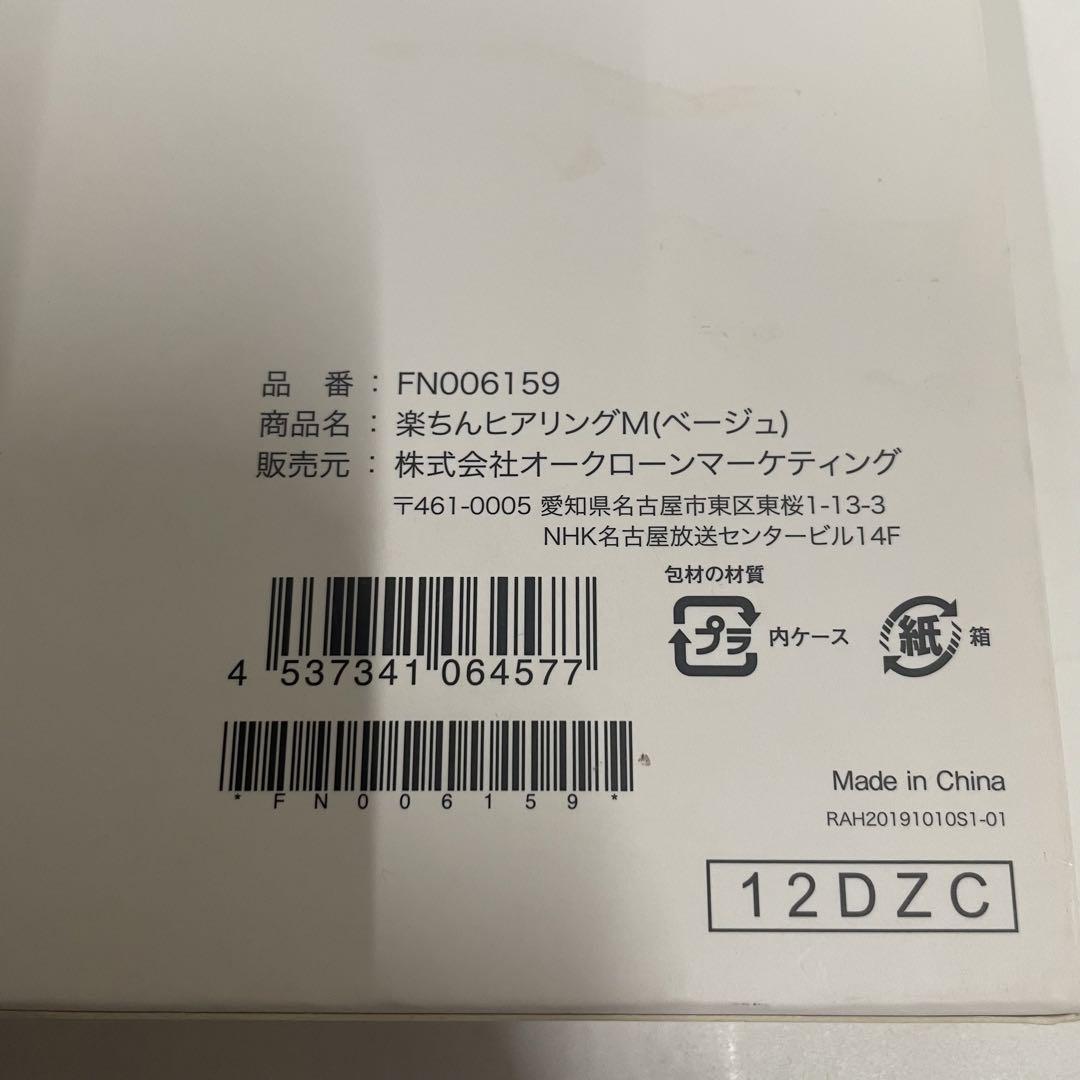 品 番 : FN006159
商品名 : 楽ちんヒアリングM(ベージュ)
販売元 : 株式会社オークローンマーケティング
〒461-0005 愛知県名古屋市東区東桜1-13-3
NHK名古屋放送センタービル14F
包材の材質
プラ 内ケース 紙 箱
4 537341 064577
*FN006159*
Made in China
RAH20191010S1-01
12DZC